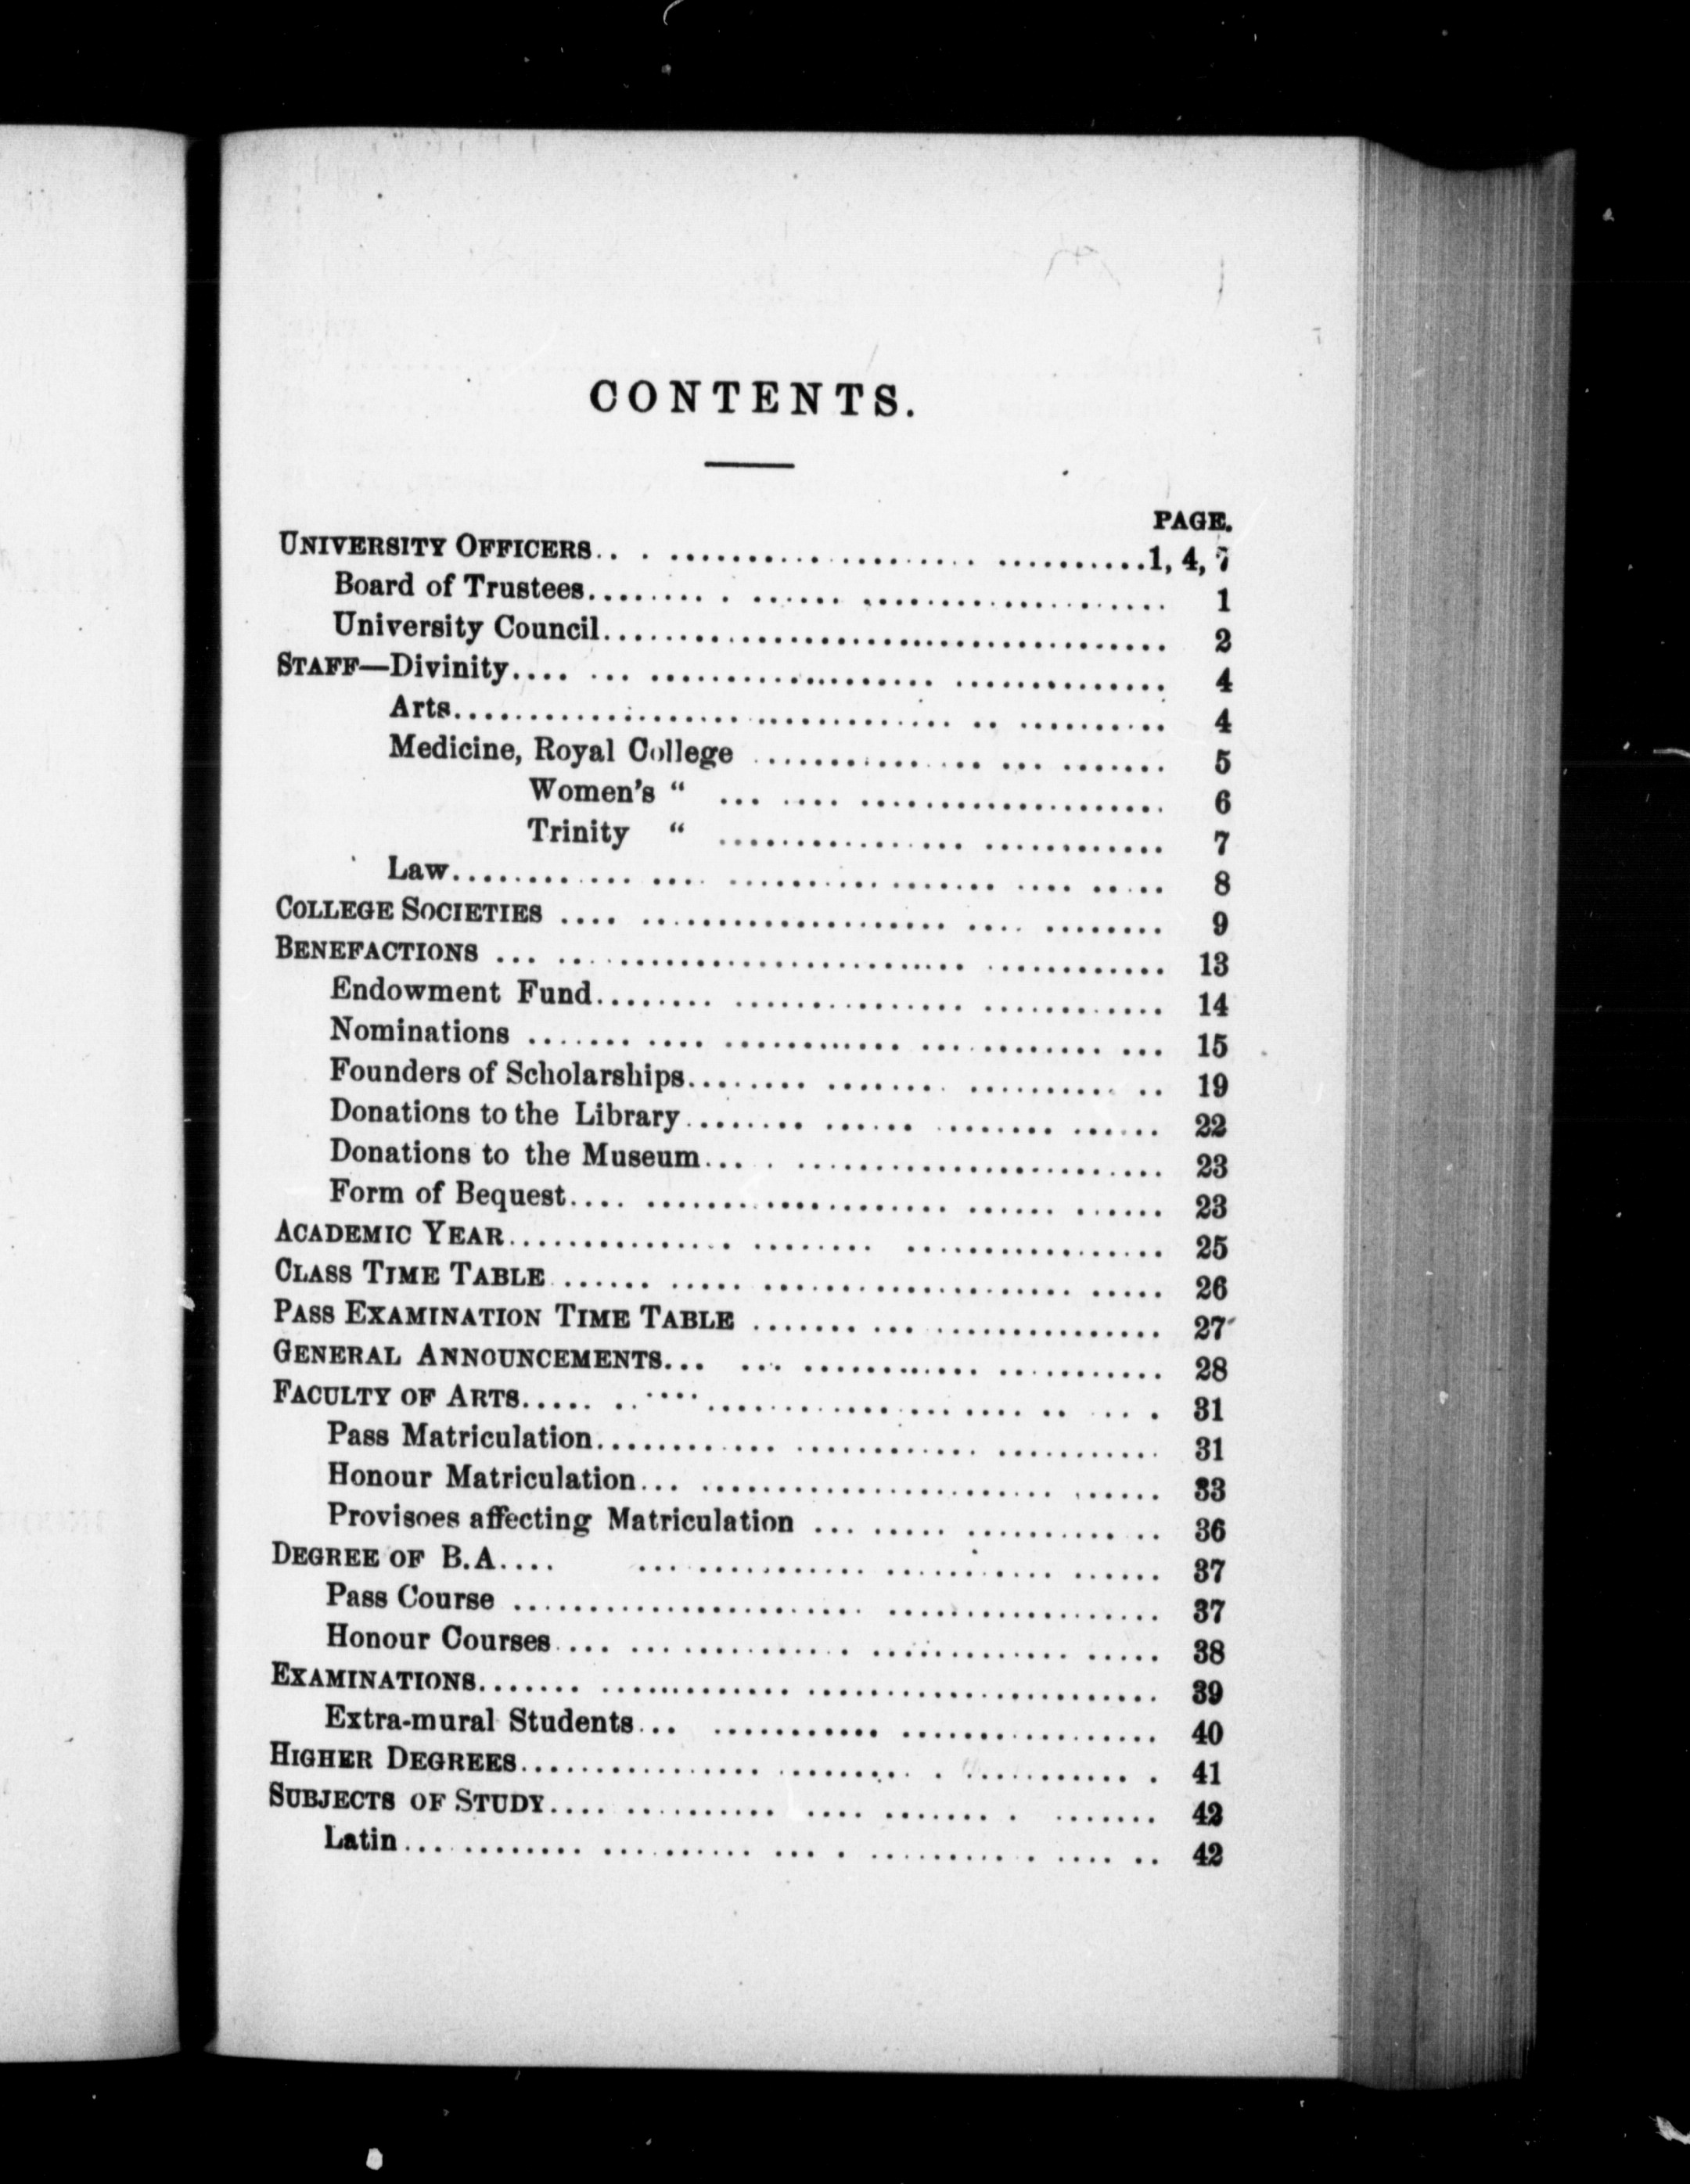 CONTENTS.
PAGE.
UNIVERSITY OFFICERS.. . .......... 1, 4, 7
Board of Trustees.......... 1
University Council.......... 2
STAFF—Divinity.......... 4
Arts.......... 4
Medicine, Royal College .......... 5
Women's “ .......... 6
Trinity “ .......... 7
Law.......... 8
COLLEGE SOCIETIES .......... 9
BENEFACTIONS .......... 13
Endowment Fund.......... 14
Nominations .......... 15
Founders of Scholarships.......... 19
Donations to the Library.......... 22
Donations to the Museum.......... 23
Form of Bequest.......... 23
ACADEMIC YEAR.......... 25
CLASS TIME TABLE .......... 26
PASS EXAMINATION TIME TABLE .......... 27
GENERAL ANNOUNCEMENTS.......... 28
FACULTY OF ARTS.......... 31
Pass Matriculation.......... 31
Honour Matriculation.......... 33
Provisoes affecting Matriculation .......... 36
DEGREE OF B.A.......... 37
Pass Course .......... 37
Honour Courses.......... 38
EXAMINATIONS.......... 39
Extra-mural Students.......... 40
HIGHER DEGREES.......... 41
SUBJECTS OF STUDY.......... 42
Latin.......... 42